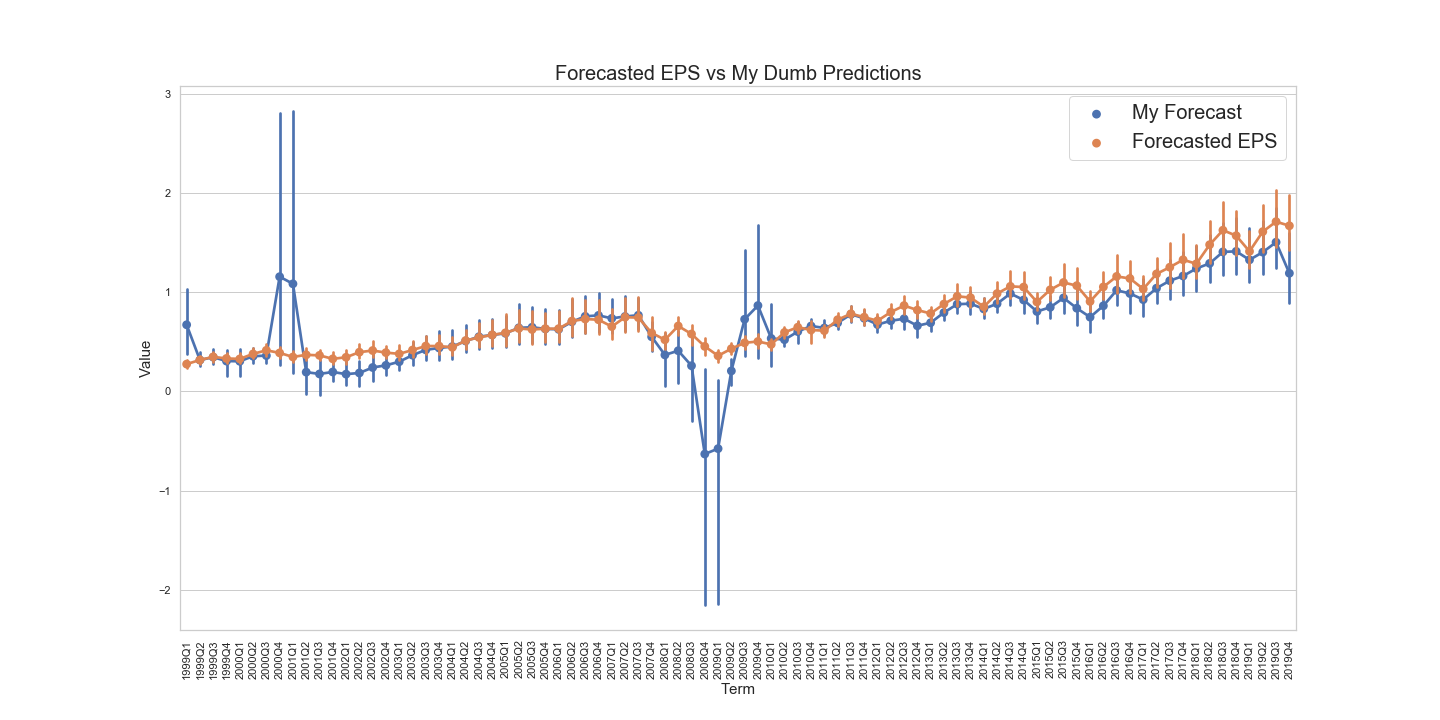 Forecasted EPS vs My Dumb Predictions
My Forecast
Forecasted EPS
Value
3
2
1
0
−1
−2
1999Q1
1999Q2
1999Q3
1999Q4
2000Q1
2000Q2
2000Q3
2000Q4
2001Q1
2001Q2
2001Q3
2001Q4
2002Q1
2002Q2
2002Q3
2002Q4
2003Q1
2003Q2
2003Q3
2003Q4
2004Q1
2004Q2
2004Q3
2004Q4
2005Q1
2005Q2
2005Q3
2005Q4
2006Q1
2006Q2
2006Q3
2006Q4
2007Q1
2007Q2
2007Q3
2007Q4
2008Q1
2008Q2
2008Q3
2008Q4
2009Q1
2009Q2
2009Q3
2009Q4
2010Q1
2010Q2
2010Q3
2010Q4
2011Q1
2011Q2
2011Q3
2011Q4
2012Q1
2012Q2
2012Q3
2012Q4
2013Q1
2013Q2
2013Q3
2013Q4
2014Q1
2014Q2
2014Q3
2014Q4
2015Q1
2015Q2
2015Q3
2015Q4
2016Q1
2016Q2
2016Q3
2016Q4
2017Q1
2017Q2
2017Q3
2017Q4
2018Q1
2018Q2
2018Q3
2018Q4
2019Q1
2019Q2
2019Q3
2019Q4
Term